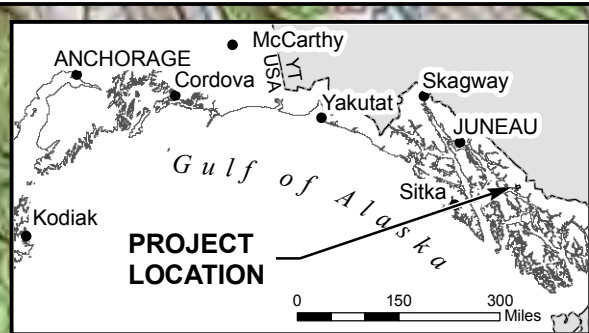 McCarthy
ANCHORAGE
Cordova
USA
YT
Skagway
Yakutat
JUNEAU
Gulf of Alaska
Sitka
Kodiak
PROJECT
LOCATION
0 150 300
Miles